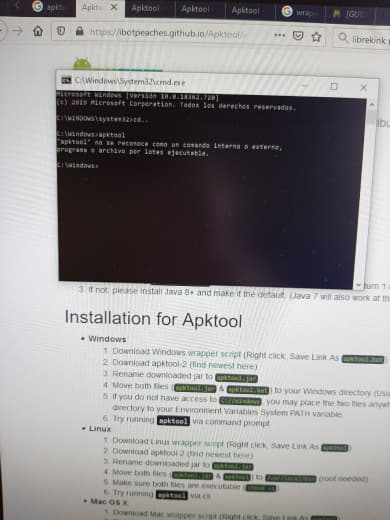 apkt
Apkto
Apktool
Apktool
Apktool -
wrapp
https://ibotpeaches.github.io/Apktool/
librekink
C:\Windows\System32\cmd.exe
Microsoft Windows [Versión 10.0.18362.720]
(c) 2019 Microsoft Corporation. Todos los derechos reservados.
C:\WINDOWS\system32>cd..
C:\Windows>apktool
"apktool" no se reconoce como un comando interno o externo,
programa o archivo por lotes ejecutable.
C:\Windows>
3. If not, please install Java 8+ and make it the default. (Java 7 will also work at th
Installation for Apktool
• Windows
1. Download Windows wrapper script (Right click, Save Link As apktool.bat)
2. Download apktool-2 (find newest here)
3. Rename downloaded jar to apktool.jar
4. Move both files (apktool.jar & apktool.bat) to your Windows directory (Usu
5. If you do not have access to C://Windows, you may place the two files anyw
directory to your Environment Variables System PATH variable.
6. Try running apktool via command prompt
• Linux
1. Download Linux wrapper script (Right click, Save Link As apktool)
2. Download apktool-2 (find newest here)
3. Rename downloaded jar to apktool.jar
4. Move both files (apktool.jar & apktool) to /usr/local/bin (root needed)
5. Make sure both files are executable (chmod +x)
6. Try running apktool via cli
• Mac OS X
1. Download Mac wrapper script (Right click, Save Link As apktool)